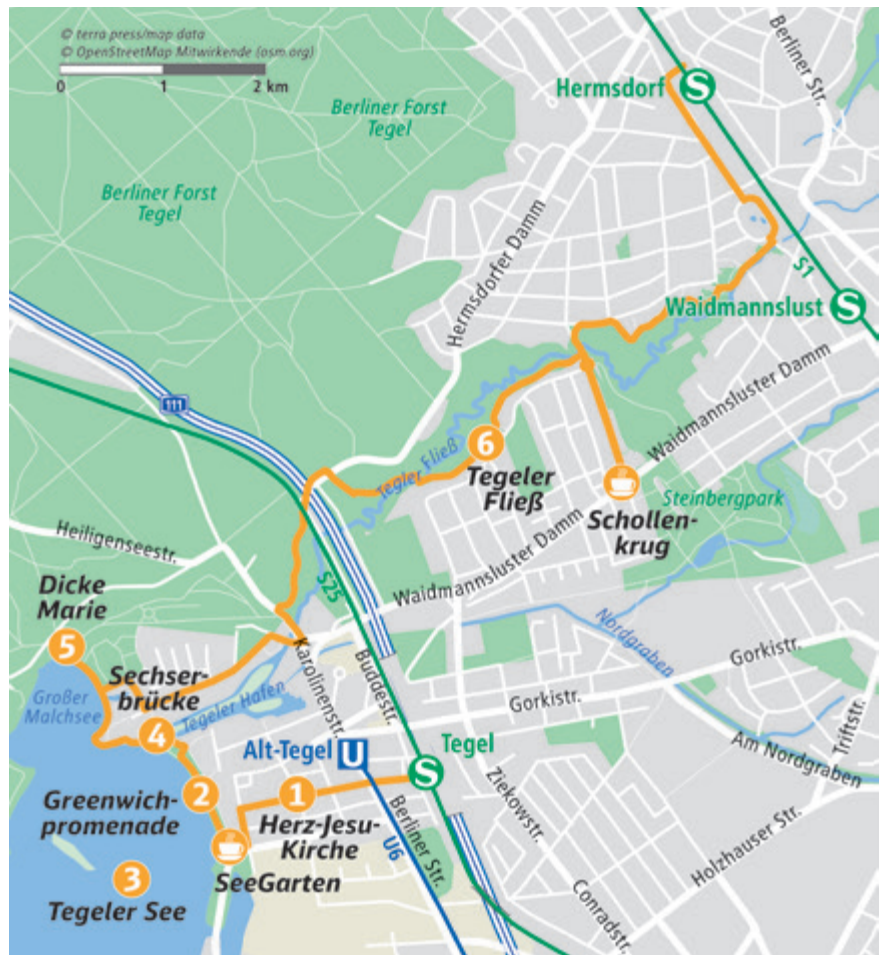 © terra press/map data
© OpenStreetMap Mitwirkende (osm.org)
0 1 2 km
Berliner Forst
Tegel
Berliner Forst
Tegel
Hermsdorf
S
Berliner Str.
Hermsdorfer Damm
S1
Waidmannslust
S
Waidmannsluster Damm
111
6
Tegeler
Fließ
Tegler Fließ
Schollen-
krug
Steinbergpark
Heiligenseestr.
S25
Waidmannsluster Damm
Dicke
Marie
5
Sechser-
brücke
4
Großer
Malchsee
Tegeler Hafen
Karolinenstr.
Buddestr.
Nordgraben
Gorkistr.
Gorkistr.
Am Nordgraben
Triftstr.
Alt-Tegel
U
Tegel
S
Ziekowstr.
Greenwich-
promenade
2
1
Herz-Jesu-
Kirche
Berliner Str.
U6
SeeGarten
3
Tegeler See
Holzhauser Str.
Conradstr.